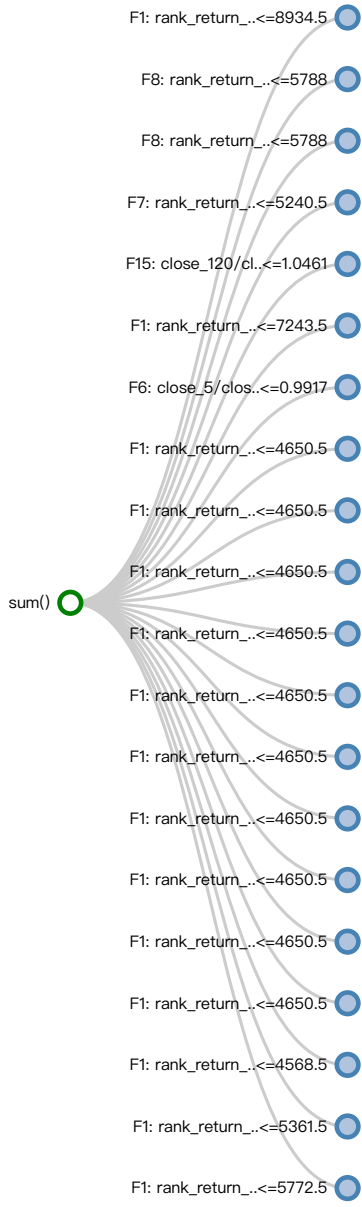 F1: rank_return_..<=8934.5
F8: rank_return_..<=5788
F8: rank_return_..<=5788
F7: rank_return_..<=5240.5
F15: close_120/cl..<=1.0461
F1: rank_return_..<=7243.5
F6: close_5/clos..<=0.9917
F1: rank_return_..<=4650.5
F1: rank_return_..<=4650.5
F1: rank_return_..<=4650.5
sum()
F1: rank_return_..<=4650.5
F1: rank_return_..<=4650.5
F1: rank_return_..<=4650.5
F1: rank_return_..<=4650.5
F1: rank_return_..<=4650.5
F1: rank_return_..<=4650.5
F1: rank_return_..<=4650.5
F1: rank_return_..<=4568.5
F1: rank_return_..<=5361.5
F1: rank_return_..<=5772.5